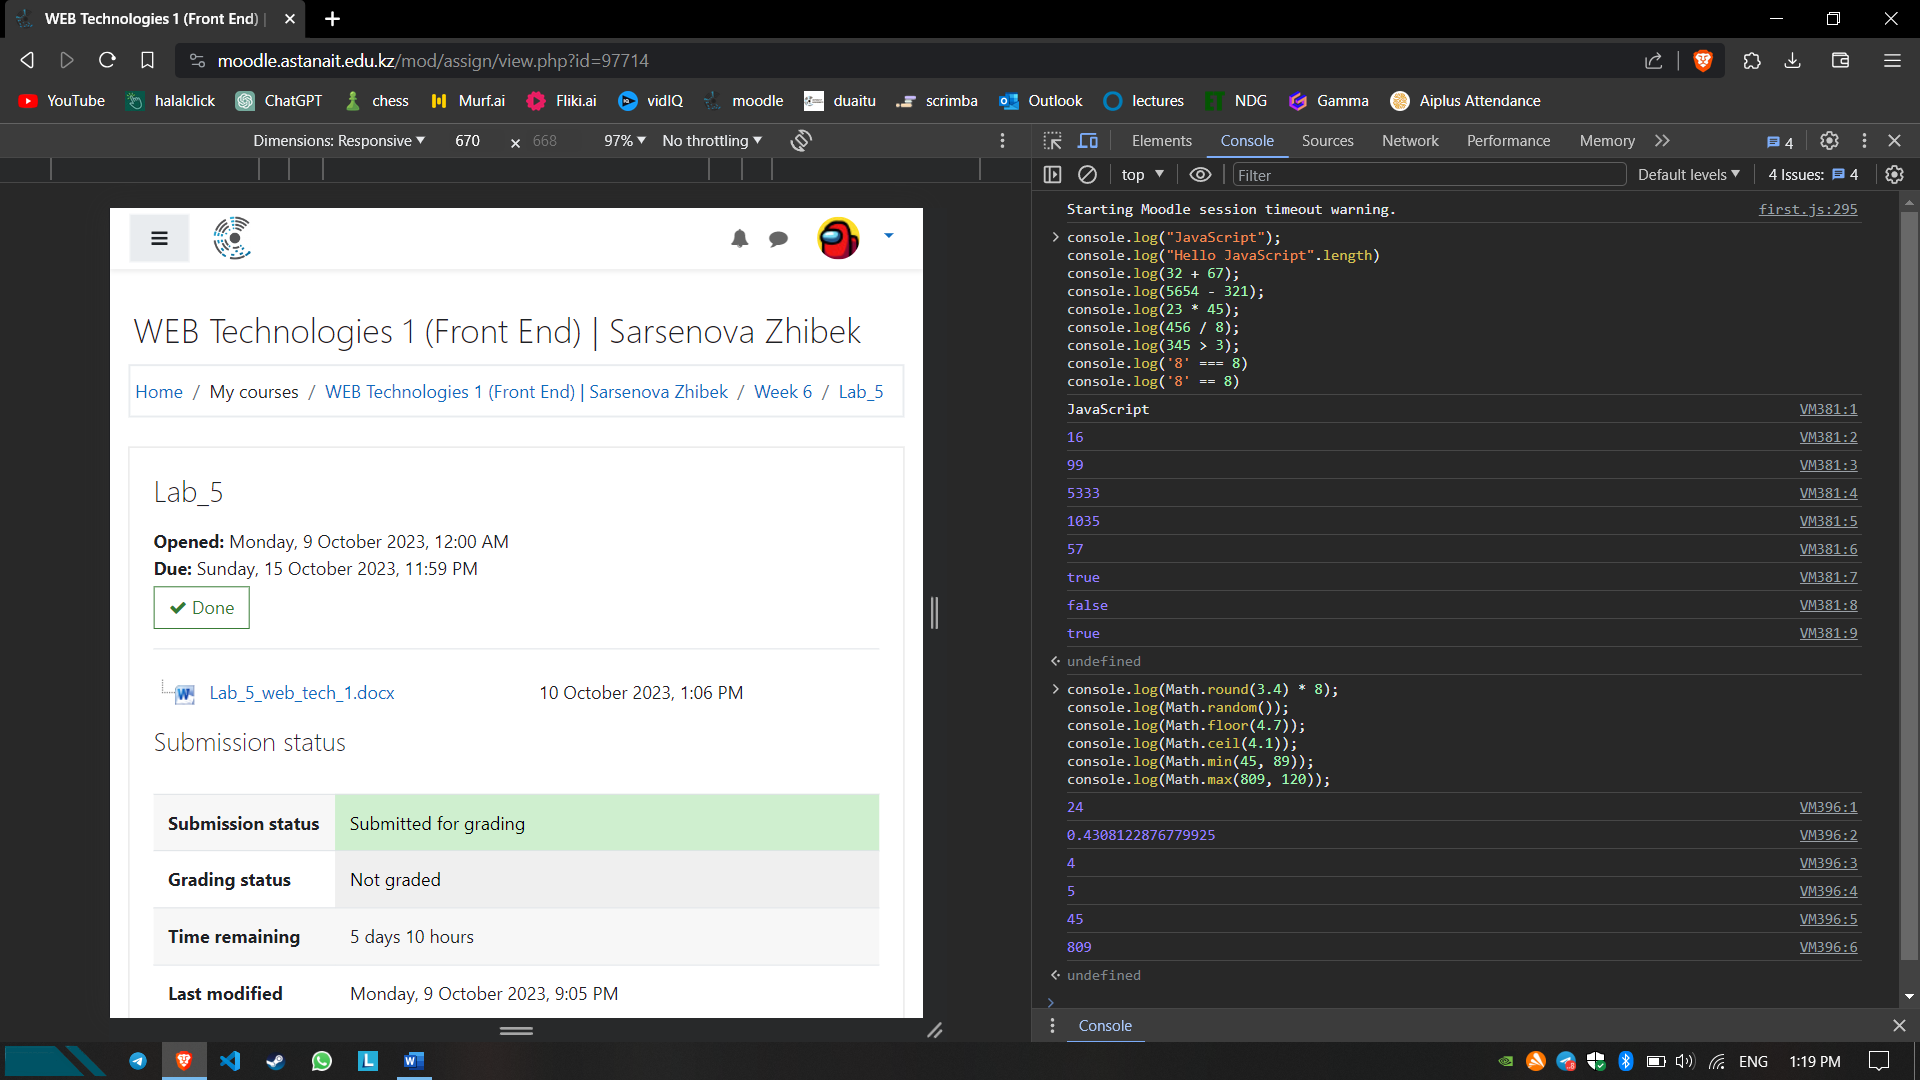 WEB Technologies 1 (Front End) |
moodle.astanait.edu.kz/mod/assign/view.php?id=97714
YouTube halalclick ChatGPT chess Murf.ai Fliki.ai vidIQ moodle duaitu scrimba Outlook lectures NDG Gamma Aiplus Attendance
Dimensions: Responsive 670 × 668 97% No throttling
WEB Technologies 1 (Front End) | Sarsenova Zhibek
Home / My courses / WEB Technologies 1 (Front End) | Sarsenova Zhibek / Week 6 / Lab_5
Lab_5
Opened: Monday, 9 October 2023, 12:00 AM
Due: Sunday, 15 October 2023, 11:59 PM
Done
Lab_5_web_tech_1.docx 10 October 2023, 1:06 PM
Submission status
Submission status Submitted for grading
Grading status Not graded
Time remaining 5 days 10 hours
Last modified Monday, 9 October 2023, 9:05 PM
Elements Console Sources Network Performance Memory 4
top Filter Default levels 4 Issues: 4
Starting Moodle session timeout warning. first.js:295
console.log("JavaScript");
console.log("Hello JavaScript".length)
console.log(32 + 67);
console.log(5654 - 321);
console.log(23 * 45);
console.log(456 / 8);
console.log(345 > 3);
console.log('8' === 8)
console.log('8' == 8)
JavaScript VM381:1
16 VM381:2
99 VM381:3
5333 VM381:4
1035 VM381:5
57 VM381:6
true VM381:7
false VM381:8
true VM381:9
undefined
console.log(Math.round(3.4) * 8);
console.log(Math.random());
console.log(Math.floor(4.7));
console.log(Math.ceil(4.1));
console.log(Math.min(45, 89));
console.log(Math.max(809, 120));
24 VM396:1
0.4308122876779925 VM396:2
4 VM396:3
5 VM396:4
45 VM396:5
809 VM396:6
undefined
Console
ENG 1:19 PM